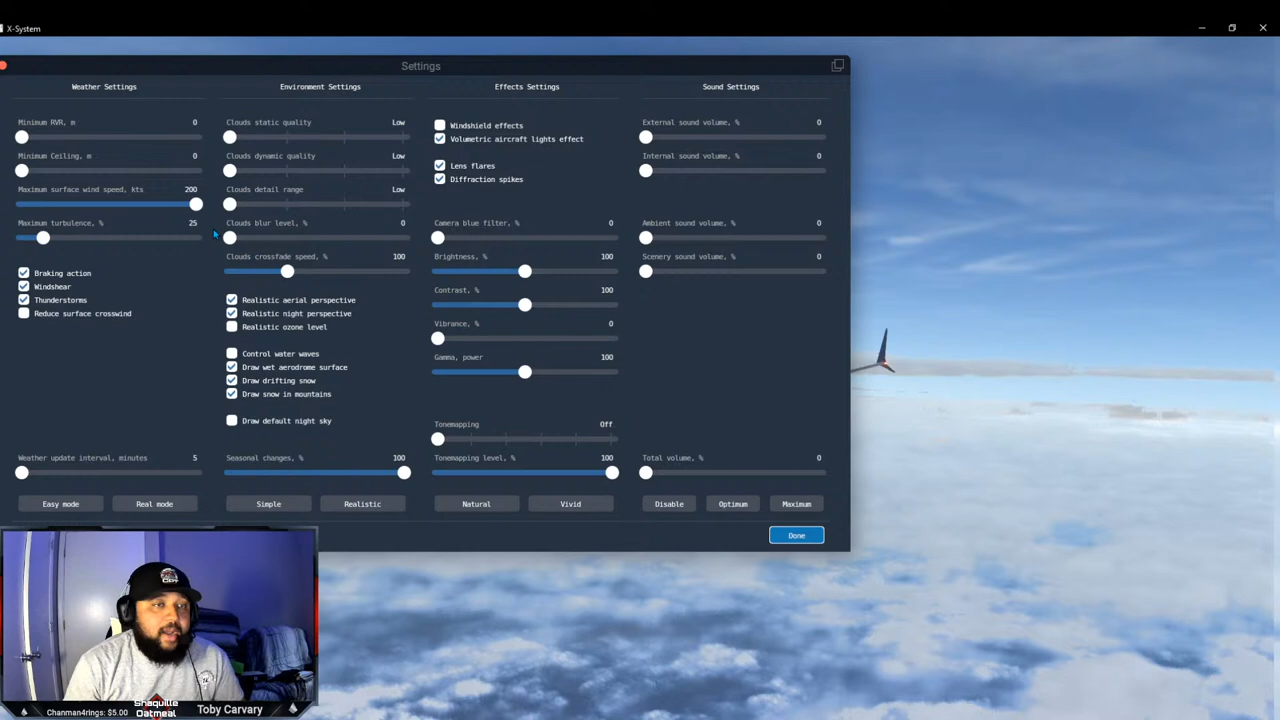 X-System
Settings
Weather Settings
Minimum RVR, m 0
Minimum Ceiling, m 0
Maximum surface wind speed, kts 200
Maximum turbulence, % 25
Braking action
Windshear
Thunderstorms
Reduce surface crosswind
Weather update interval, minutes 5
Easy mode Real mode
Environment Settings
Clouds static quality Low
Clouds dynamic quality Low
Clouds detail range Low
Clouds blur level, % 0
Clouds crossfade speed, % 100
Realistic aerial perspective
Realistic night perspective
Realistic ozone level
Control water waves
Draw wet aerodrome surface
Draw drifting snow
Draw snow in mountains
Draw default night sky
Seasonal changes, % 100
Simple Realistic
Effects Settings
Windshield effects
Volumetric aircraft lights effect
Lens flares
Diffraction spikes
Camera blue filter, % 0
Brightness, % 100
Contrast, % 100
Vibrance, % 0
Gamma, power 100
Tonemapping Off
Tonemapping level, % 100
Natural Vivid
Sound Settings
External sound volume, % 0
Internal sound volume, % 0
Ambient sound volume, % 0
Scenery sound volume, % 0
Total volume, % 0
Disable Optimum Maximum
Done
Chanman4rings: $5.00
Shaquille
Oatmeal
Toby Carvary